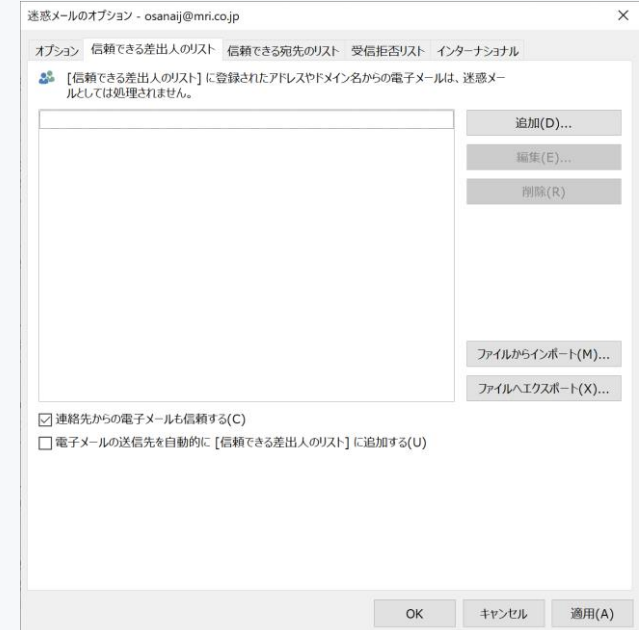 迷惑メールのオプション - osanaij@mri.co.jp
オプション 信頼できる差出人のリスト 信頼できる宛先のリスト 受信拒否リスト インターナショナル
[信頼できる差出人のリスト] に登録されたアドレスやドメイン名からの電子メールは、迷惑メー
ルとしては処理されません。
追加(D)...
編集(E)...
削除(R)
ファイルからインポート(M)...
ファイルへエクスポート(X)...
連絡先からの電子メールも信頼する(C)
電子メールの送信先を自動的に [信頼できる差出人のリスト] に追加する(U)
OK キャンセル 適用(A)